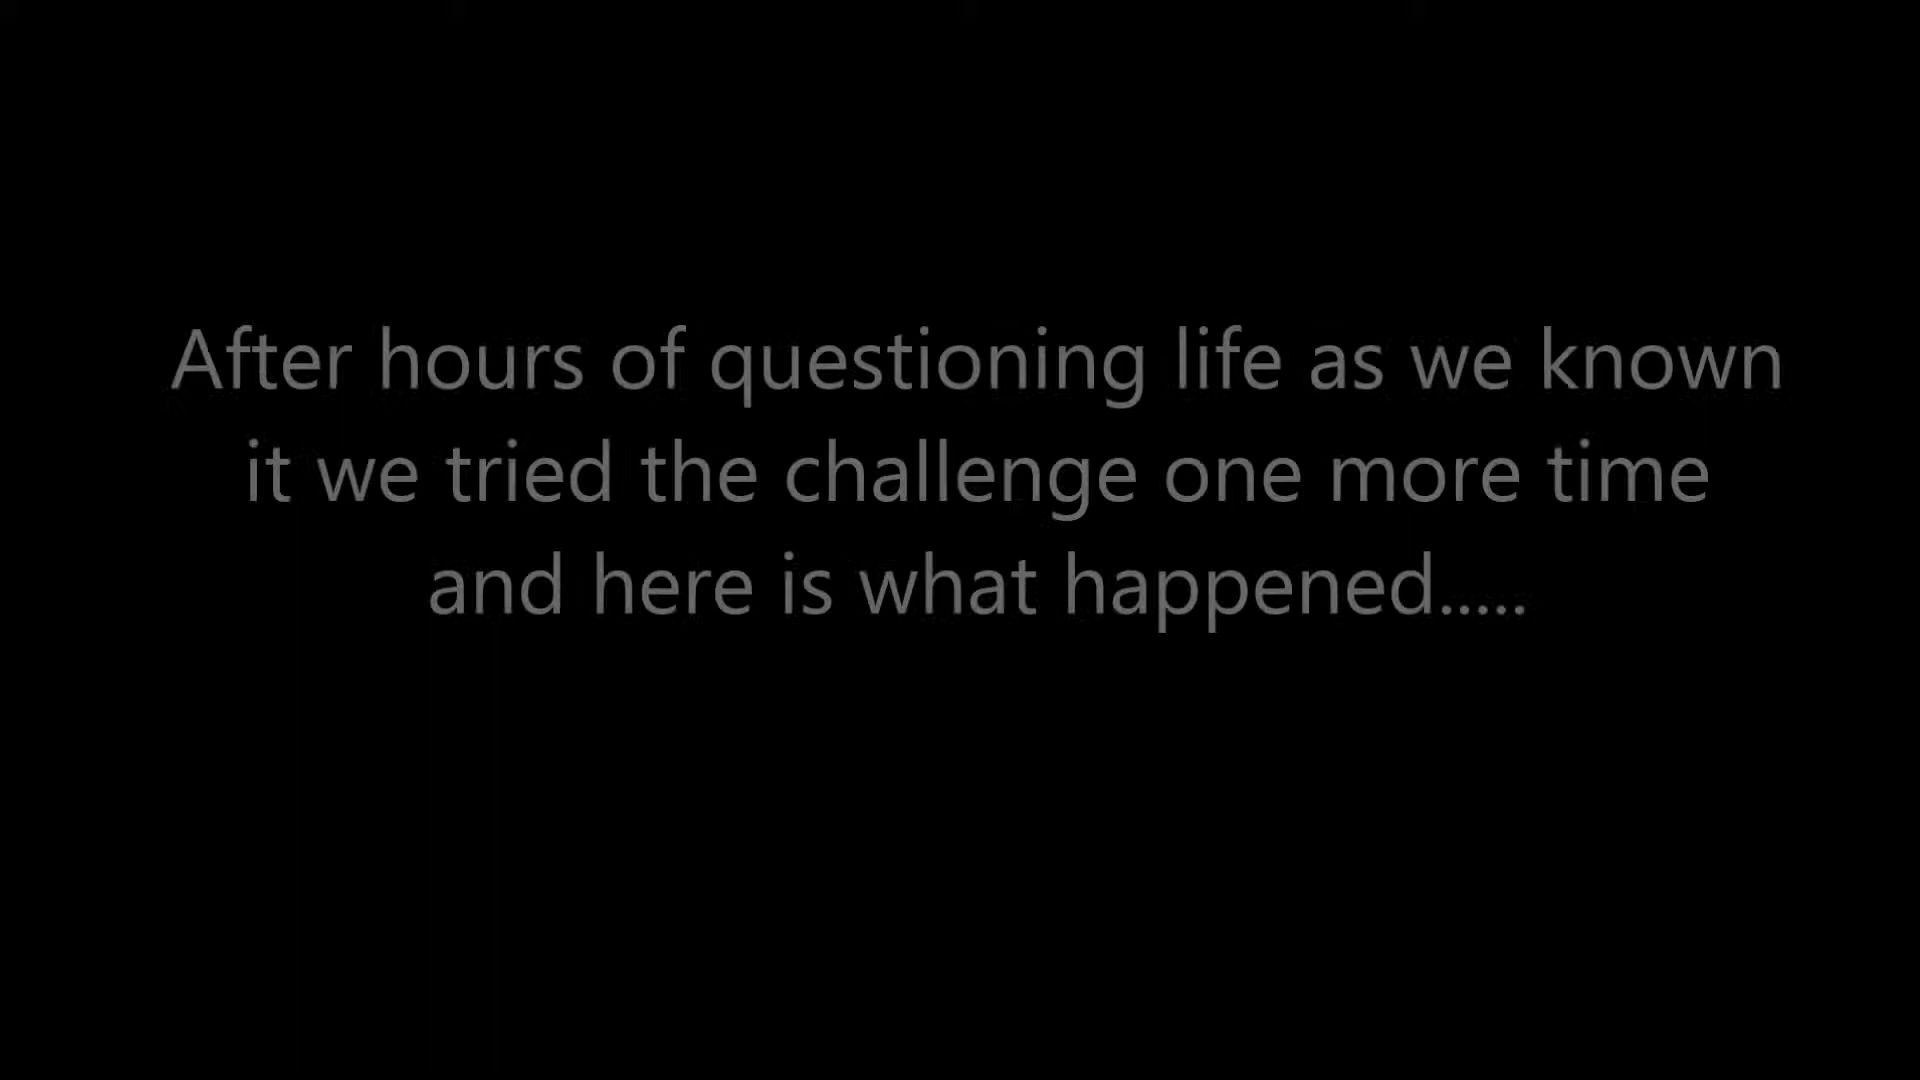 After hours of questioning life as we known
it we tried the challenge one more time
and here is what happened.....